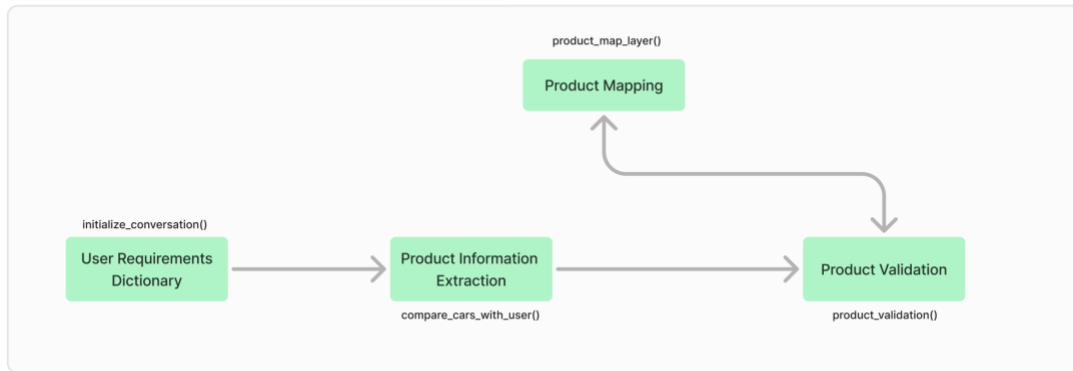 product_map_layer()
Product Mapping
initialize_conversation()
User Requirements
Dictionary
Product Information
Extraction
compare_cars_with_user()
Product Validation
product_validation()